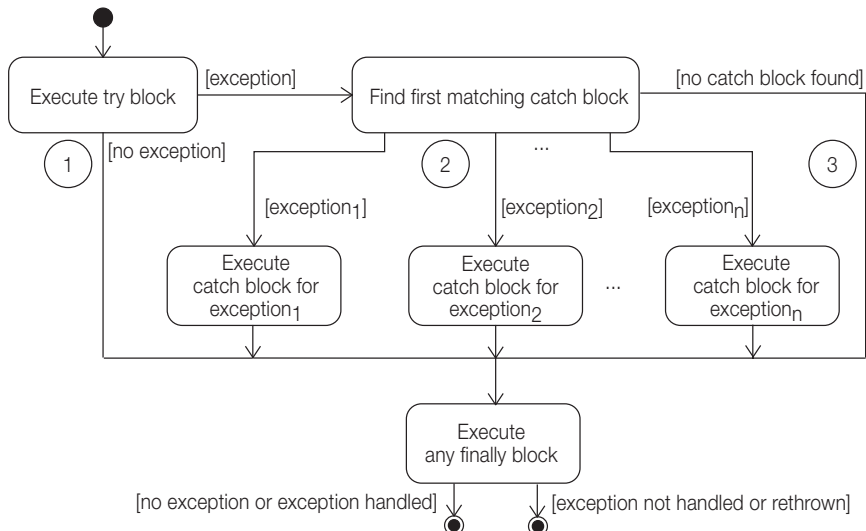 Execute try block
[exception]
Find first matching catch block
[no catch block found]
1
[no exception]
2
...
3
[exception1]
[exception2]
[exceptionn]
Execute
catch block for
exception1
Execute
catch block for
exception2
...
Execute
catch block for
exceptionn
Execute
any finally block
[no exception or exception handled]
[exception not handled or rethrown]